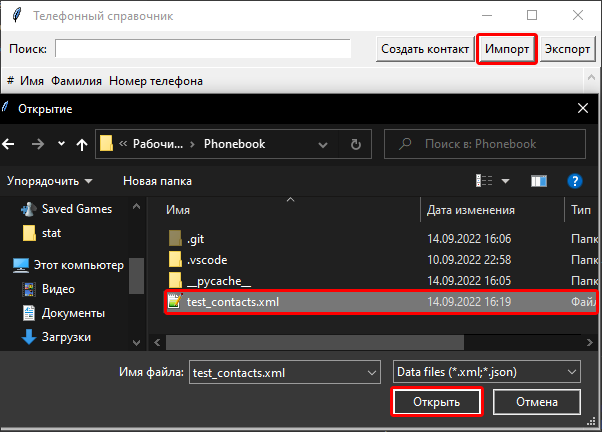 Телефонный справочник
Поиск: Создать контакт Импорт Экспорт
# Имя Фамилия Номер телефона
Открытие
« Рабочи... › Phonebook Поиск в: Phonebook
Упорядочить Новая папка
Имя Дата изменения Тип
Saved Games
stat
Этот компьютер
Видео
Документы
Загрузки
.git 14.09.2022 16:06 Папк
.vscode 10.09.2022 22:58 Папк
__pycache__ 14.09.2022 16:05 Папк
test_contacts.xml 14.09.2022 16:19 Файл
Имя файла: test_contacts.xml Data files (*.xml;*.json)
Открыть Отмена